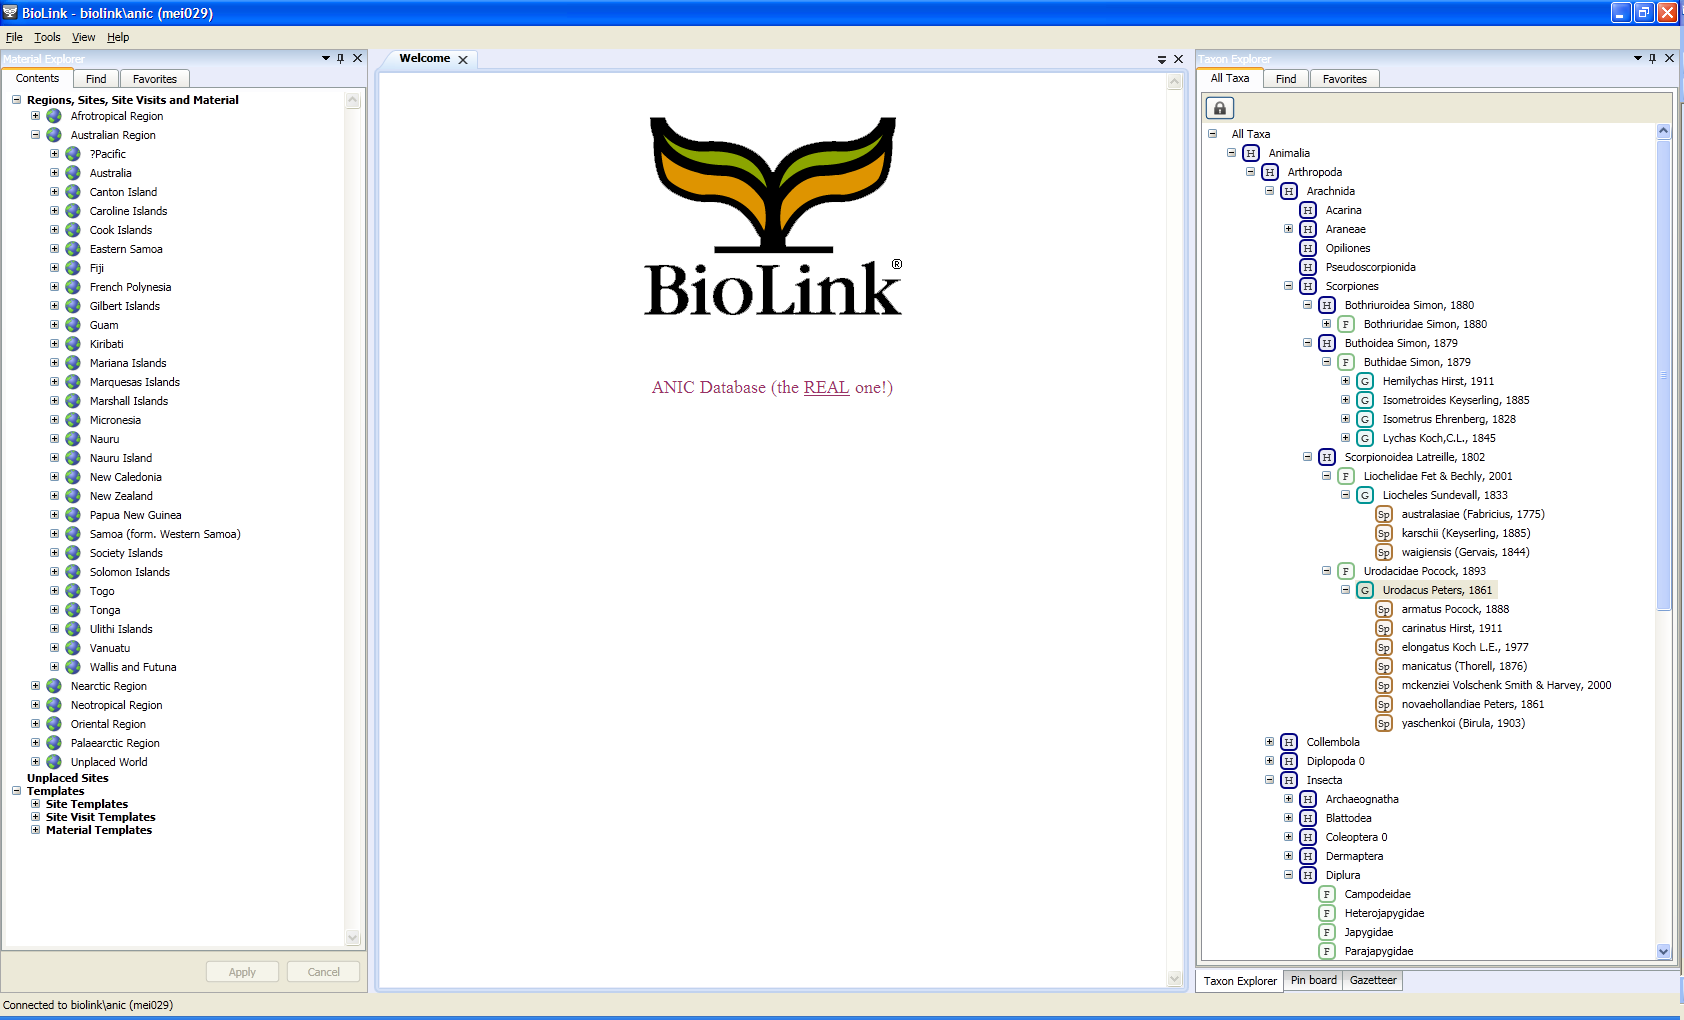 BioLink - biolink\anic (mei029)
File Tools View Help
Material Explorer
Contents Find Favorites
Regions, Sites, Site Visits and Material
Afrotropical Region
Australian Region
?Pacific
Australia
Canton Island
Caroline Islands
Cook Islands
Eastern Samoa
Fiji
French Polynesia
Gilbert Islands
Guam
Kiribati
Mariana Islands
Marquesas Islands
Marshall Islands
Micronesia
Nauru
Nauru Island
New Caledonia
New Zealand
Papua New Guinea
Samoa (form. Western Samoa)
Society Islands
Solomon Islands
Togo
Tonga
Ulithi Islands
Vanuatu
Wallis and Futuna
Nearctic Region
Neotropical Region
Oriental Region
Palaearctic Region
Unplaced World
Unplaced Sites
Templates
Site Templates
Site Visit Templates
Material Templates
Apply Cancel
Welcome
BioLink®
ANIC Database (the REAL one!)
Taxon Explorer
All Taxa Find Favorites
All Taxa
H Animalia
H Arthropoda
H Arachnida
H Acarina
H Araneae
H Opiliones
H Pseudoscorpionida
H Scorpiones
H Bothriuroidea Simon, 1880
F Bothriuridae Simon, 1880
H Buthoidea Simon, 1879
F Buthidae Simon, 1879
G Hemilychas Hirst, 1911
G Isometroides Keyserling, 1885
G Isometrus Ehrenberg, 1828
G Lychas Koch,C.L., 1845
H Scorpionoidea Latreille, 1802
F Liochelidae Fet & Bechly, 2001
G Liocheles Sundevall, 1833
Sp australasiae (Fabricius, 1775)
Sp karschii (Keyserling, 1885)
Sp waigiensis (Gervais, 1844)
F Urodacidae Pocock, 1893
G Urodacus Peters, 1861
Sp armatus Pocock, 1888
Sp carinatus Hirst, 1911
Sp elongatus Koch L.E., 1977
Sp manicatus (Thorell, 1876)
Sp mckenziei Volschenk Smith & Harvey, 2000
Sp novaehollandiae Peters, 1861
Sp yaschenkoi (Birula, 1903)
H Collembola
H Diplopoda 0
H Insecta
H Archaeognatha
H Blattodea
H Coleoptera 0
H Dermaptera
H Diplura
F Campodeidae
F Heterojapygidae
F Japygidae
F Parajapygidae
Taxon Explorer Pin board Gazetteer
Connected to biolink\anic (mei029)